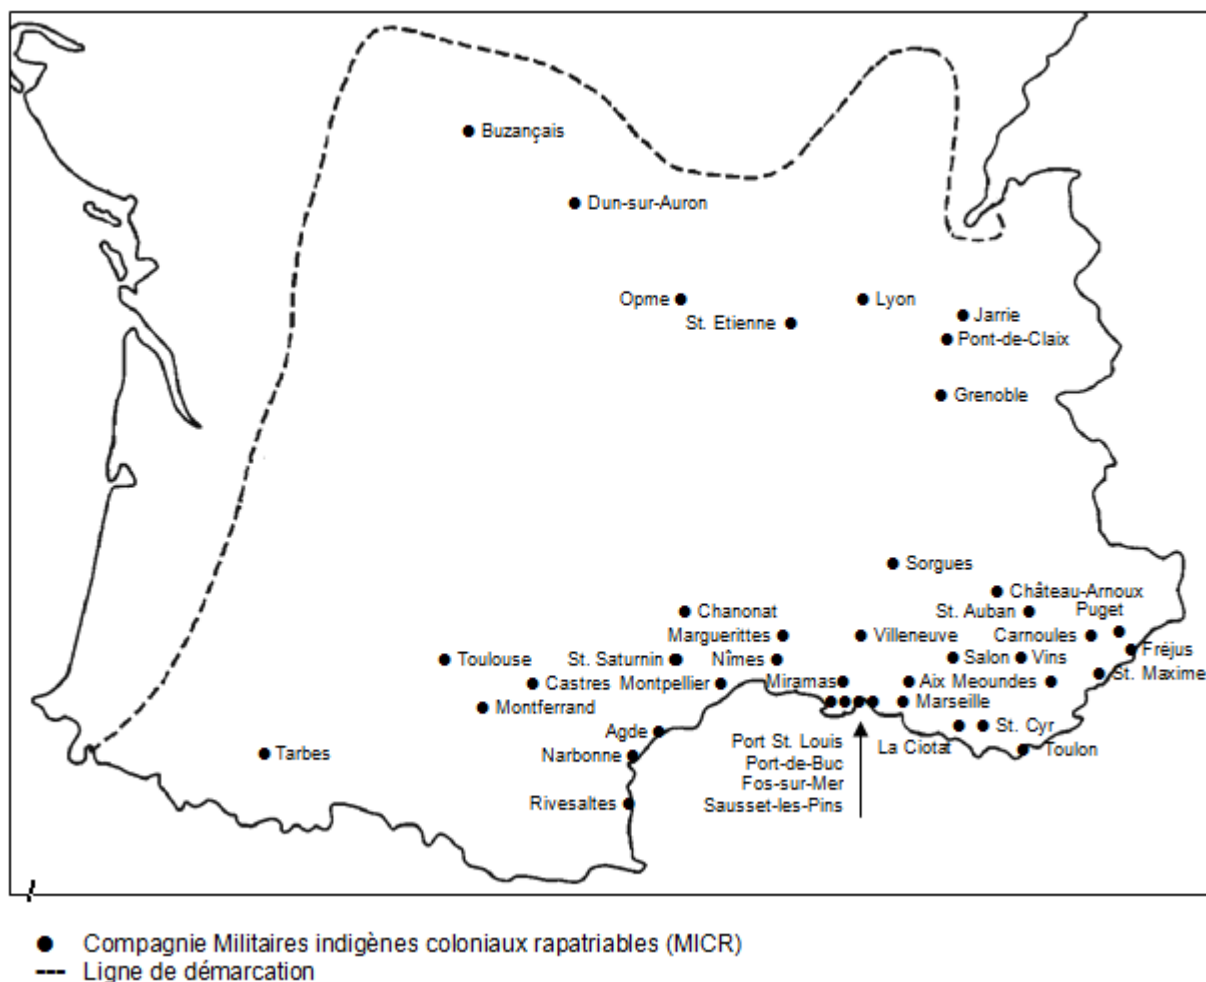 Buzançais
Dun-sur-Auron
Opme
Lyon
St. Etienne
Jarrie
Pont-de-Claix
Grenoble
Sorgues
Château-Arnoux
Chanonat
St. Auban
Puget
Marguerittes
Villeneuve
Carnoules
Toulouse
St. Saturnin
Nîmes
Salon
Vins
Fréjus
St. Maxime
Castres
Montpellier
Miramas
Aix
Meoundes
Montferrand
Marseille
Agde
La Ciotat
St. Cyr
Toulon
Tarbes
Narbonne
Rivesaltes
Port St. Louis
Port-de-Buc
Fos-sur-Mer
Sausset-les-Pins
Compagnie Militaires indigènes coloniaux rapatriables (MICR)
Ligne de démarcation